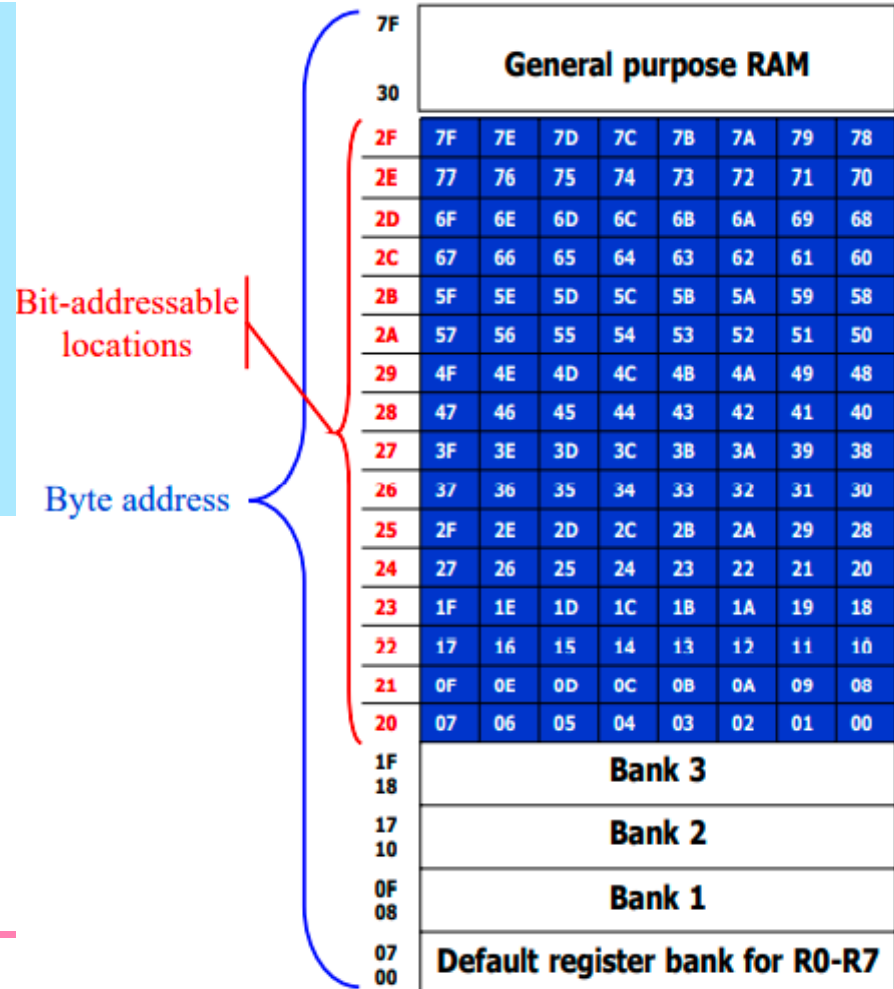 7F
General purpose RAM
30
2F 7F 7E 7D 7C 7B 7A 79 78
2E 77 76 75 74 73 72 71 70
2D 6F 6E 6D 6C 6B 6A 69 68
2C 67 66 65 64 63 62 61 60
2B 5F 5E 5D 5C 5B 5A 59 58
2A 57 56 55 54 53 52 51 50
29 4F 4E 4D 4C 4B 4A 49 48
28 47 46 45 44 43 42 41 40
27 3F 3E 3D 3C 3B 3A 39 38
26 37 36 35 34 33 32 31 30
25 2F 2E 2D 2C 2B 2A 29 28
24 27 26 25 24 23 22 21 20
23 1F 1E 1D 1C 1B 1A 19 18
22 17 16 15 14 13 12 11 10
21 0F 0E 0D 0C 0B 0A 09 08
20 07 06 05 04 03 02 01 00
1F
Bank 3
18
17
Bank 2
10
0F
Bank 1
08
07
Default register bank for R0-R7
00
Bit-addressable
locations
Byte address